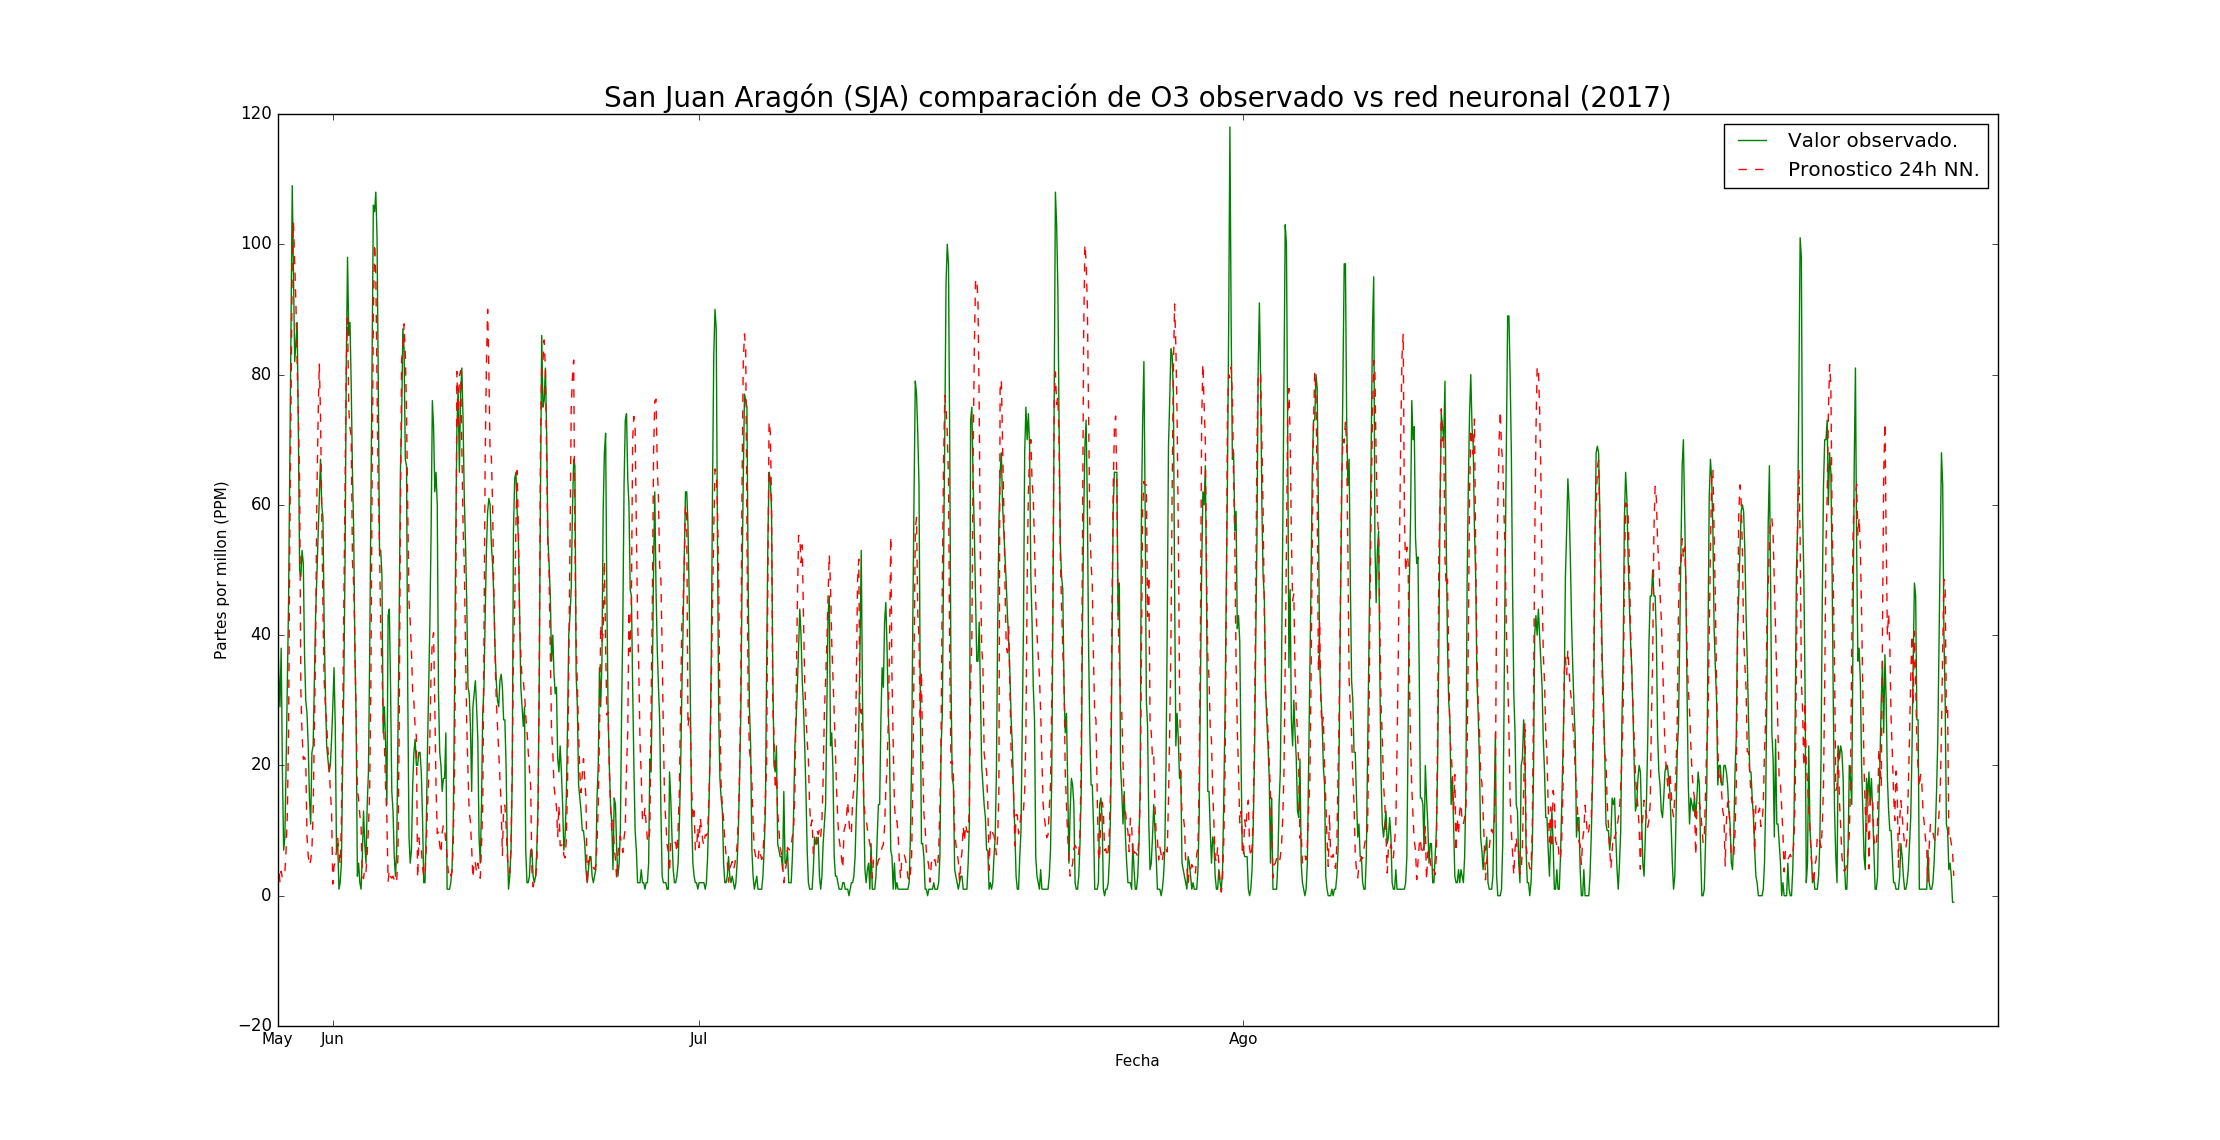 San Juan Aragón (SJA) comparación de O3 observado vs red neuronal (2017)
Valor observado.
Pronostico 24h NN.
120
100
80
60
40
20
0
−20
Partes por millon (PPM)
May
Jun
Jul
Ago
Fecha